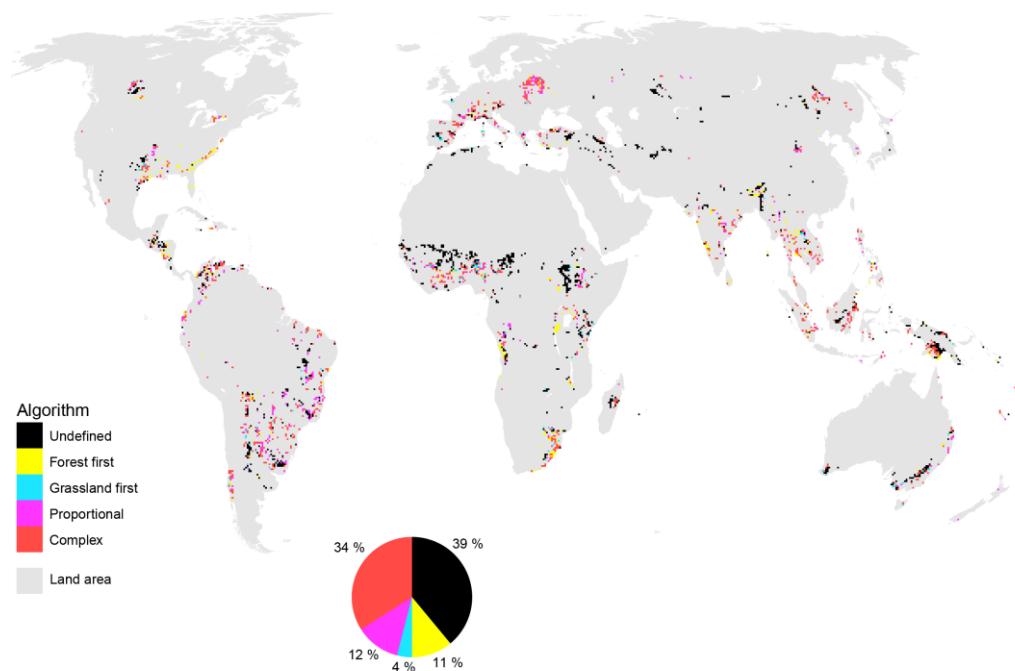 Algorithm
Undefined
Forest first
Grassland first
Proportional
Complex
Land area
34 %
39 %
12 %
4 %
11 %